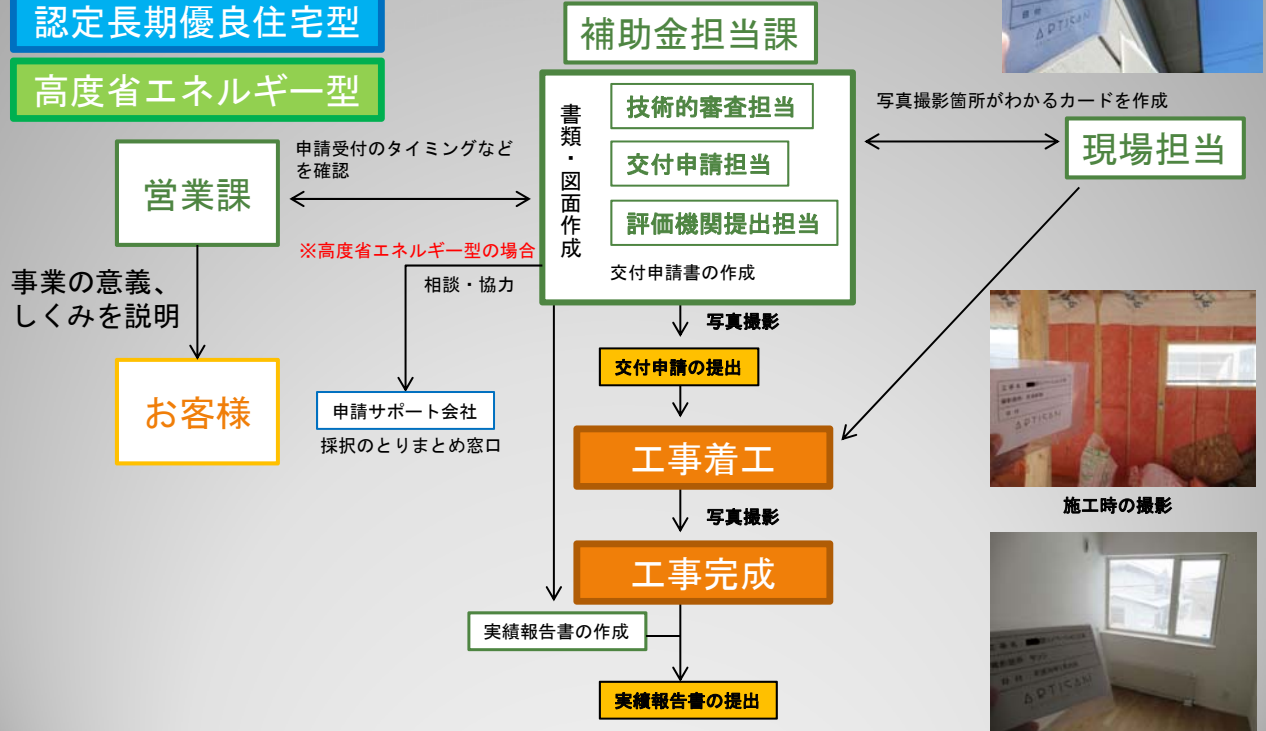 認定長期優良住宅型
高度省エネルギー型
補助金担当課
書類・図面作成
技術的審査担当
交付申請担当
評価機関提出担当
交付申請書の作成
写真撮影箇所がわかるカードを作成
現場担当
申請受付のタイミングなど
を確認
営業課
※高度省エネルギー型の場合
相談・協力
事業の意義、
しくみを説明
お客様
申請サポート会社
採択のとりまとめ窓口
写真撮影
交付申請の提出
工事着工
写真撮影
工事完成
実績報告書の作成
実績報告書の提出
ARTISAN
工事名
ARTISAN
施工時の撮影
工事名
ARTISAN